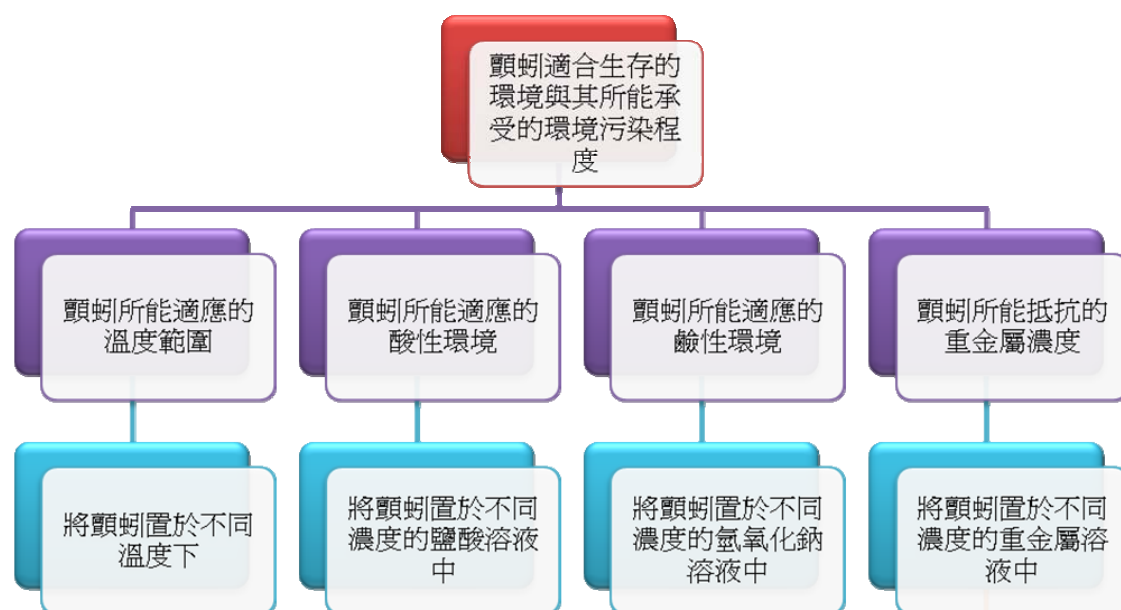 顫蚓適合生存的
環境與其所能承
受的環境污染程
度
顫蚓所能適應的
溫度範圍
顫蚓所能適應的
酸性環境
顫蚓所能適應的
鹼性環境
顫蚓所能抵抗的
重金屬濃度
將顫蚓置於不同
溫度下
將顫蚓置於不同
濃度的鹽酸溶液
中
將顫蚓置於不同
濃度的氫氧化鈉
溶液中
將顫蚓置於不同
濃度的重金屬溶
液中